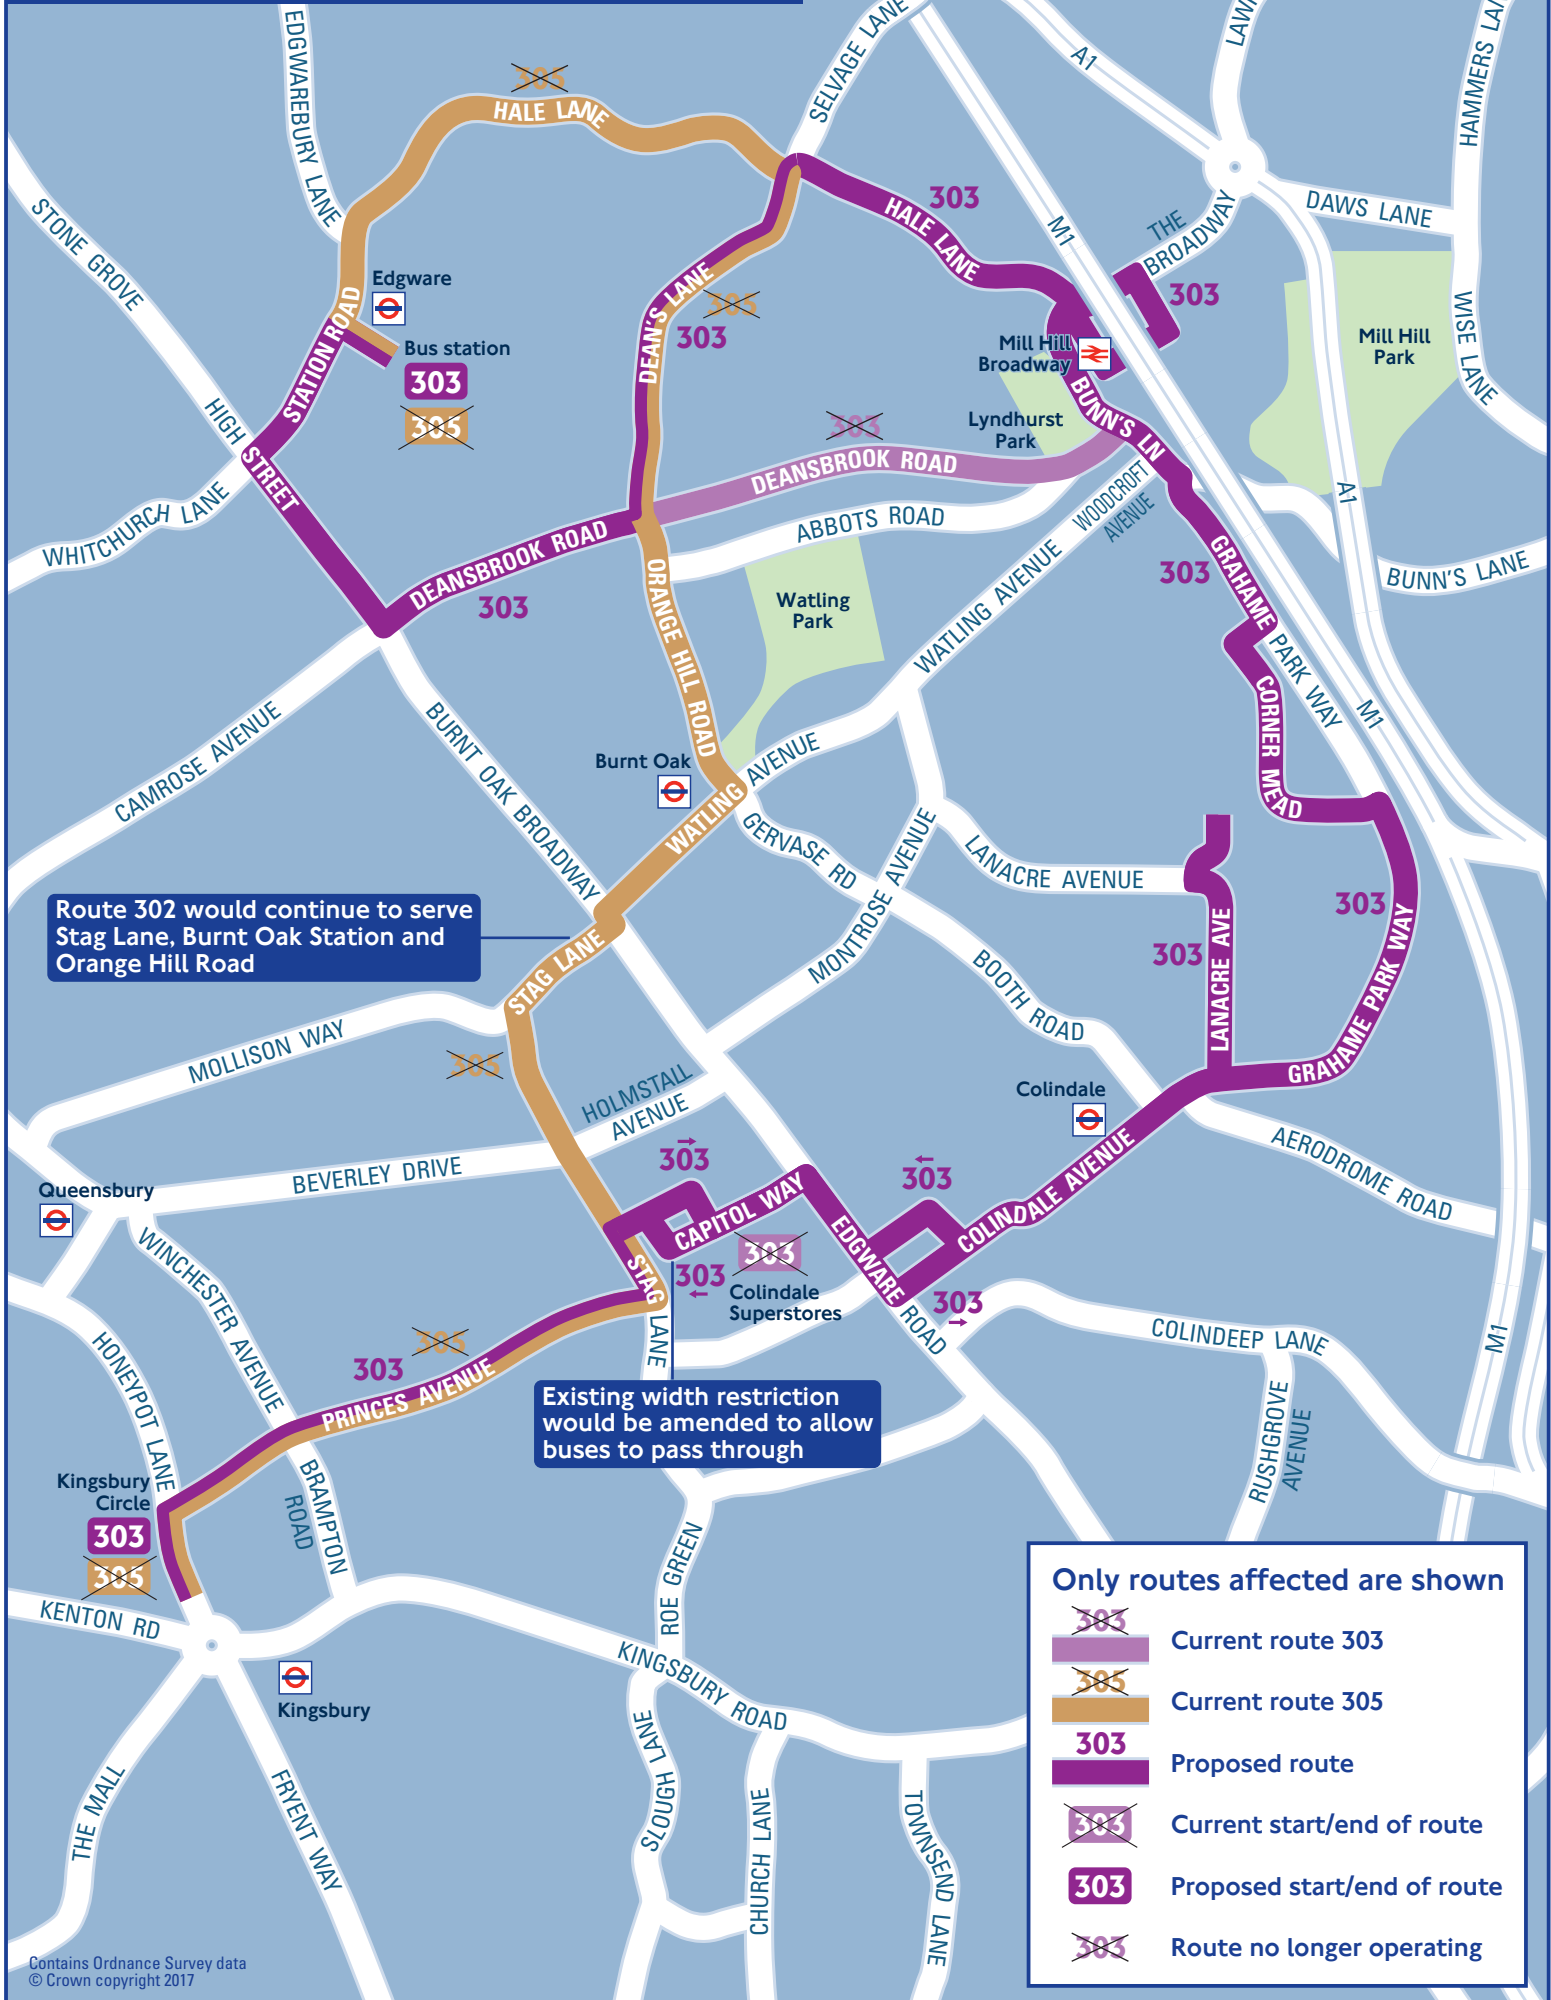 EDGWAREBURY LANE
305
HALE LANE
SELVAGE LANE
A1
HAMMERS LA
STONE GROVE
303
HALE LANE
M1
THE
BROADWAY
DAWS LANE
Edgware
STATION ROAD
Bus station
303
305
DEAN'S LANE
305
303
303
Mill Hill
Broadway
Mill Hill
Park
WISE LANE
HIGH
STREET
303
Lyndhurst
Park
BUNN'S LN
DEANSBROOK ROAD
WHITCHURCH LANE
ABBOTS ROAD
WOODCROFT
AVENUE
A1
DEANSBROOK ROAD
303
ORANGE HILL ROAD
Watling
Park
WATLING AVENUE
303
GRAHAME
PARK WAY
BUNN'S LANE
CAMROSE AVENUE
BURNT OAK BROADWAY
CORNER MEAD
M1
Burnt Oak
WATLING
AVENUE
GERVASE RD
MONTROSE AVENUE
LANACRE AVENUE
303
Route 302 would continue to serve
Stag Lane, Burnt Oak Station and
Orange Hill Road
STAG LANE
BOOTH ROAD
303
LANACRE AVE
GRAHAME PARK WAY
MOLLISON WAY
305
HOLMSTALL
AVENUE
Colindale
303
303
BEVERLEY DRIVE
AERODROME ROAD
Queensbury
WINCHESTER AVENUE
CAPITOL WAY
EDGWARE
ROAD
COLINDALE AVENUE
303
303
Colindale
Superstores
303
STAG
LANE
HONEYPOT LANE
305
303
PRINCES AVENUE
COLINDEEP LANE
M1
RUSHGROVE
AVENUE
Existing width restriction
would be amended to allow
buses to pass through
Kingsbury
Circle
303
305
BRAMPTON
ROAD
KENTON RD
ROE GREEN
Kingsbury
KINGSBURY ROAD
THE MALL
FRYENT WAY
SLOUGH LANE
CHURCH LANE
TOWNSEND LANE
Only routes affected are shown
303
Current route 303
305
Current route 305
303
Proposed route
303
Current start/end of route
303
Proposed start/end of route
303
Route no longer operating
Contains Ordnance Survey data
© Crown copyright 2017